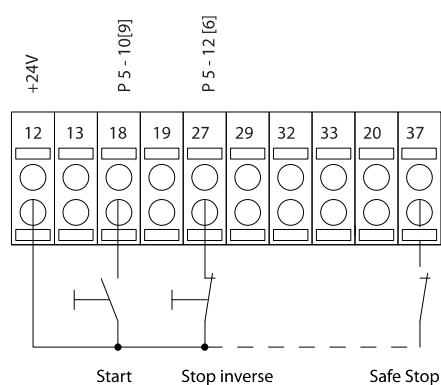 +24V
P 5 - 10[9]
P 5 - 12 [6]
12 13 18 19 27 29 32 33 20 37
Start Stop inverse Safe Stop